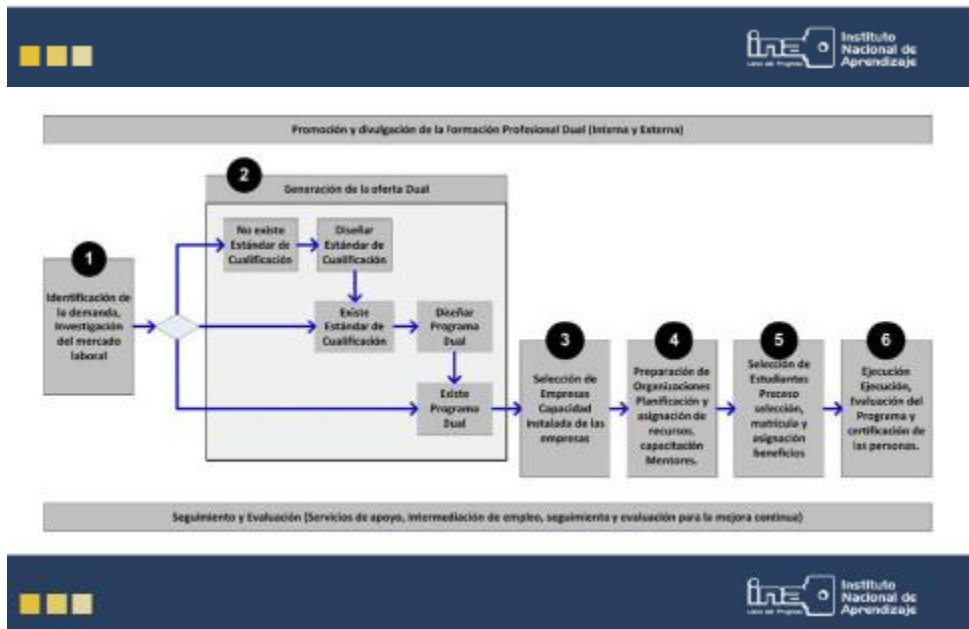 Instituto
Nacional de
Aprendizaje
Promoción y divulgación de la Formación Profesional Dual (Interna y Externa)
2
Generación de la oferta Dual
No existe
Estándar de
Cualificación
Diseñar
Estándar de
Cualificación
1
Identificación de
la demanda,
Investigación
del mercado
laboral
Existe
Estándar de
Cualificación
Diseñar
Programa
Dual
Existe
Programa
Dual
3
Selección de
Empresas
Capacidad
instalada de las
empresas
4
Preparación de
Organizaciones
Planificación y
asignación de
recursos,
capacitación
Mentores.
5
Selección de
Estudiantes
Proceso
selección,
matrícula y
asignación
beneficios
6
Ejecución
Ejecución,
Evaluación del
Programa y
certificación de
las personas.
Seguimiento y Evaluación (Servicios de apoyo, intermediación de empleo, seguimiento y evaluación para la mejora continua)
Instituto
Nacional de
Aprendizaje